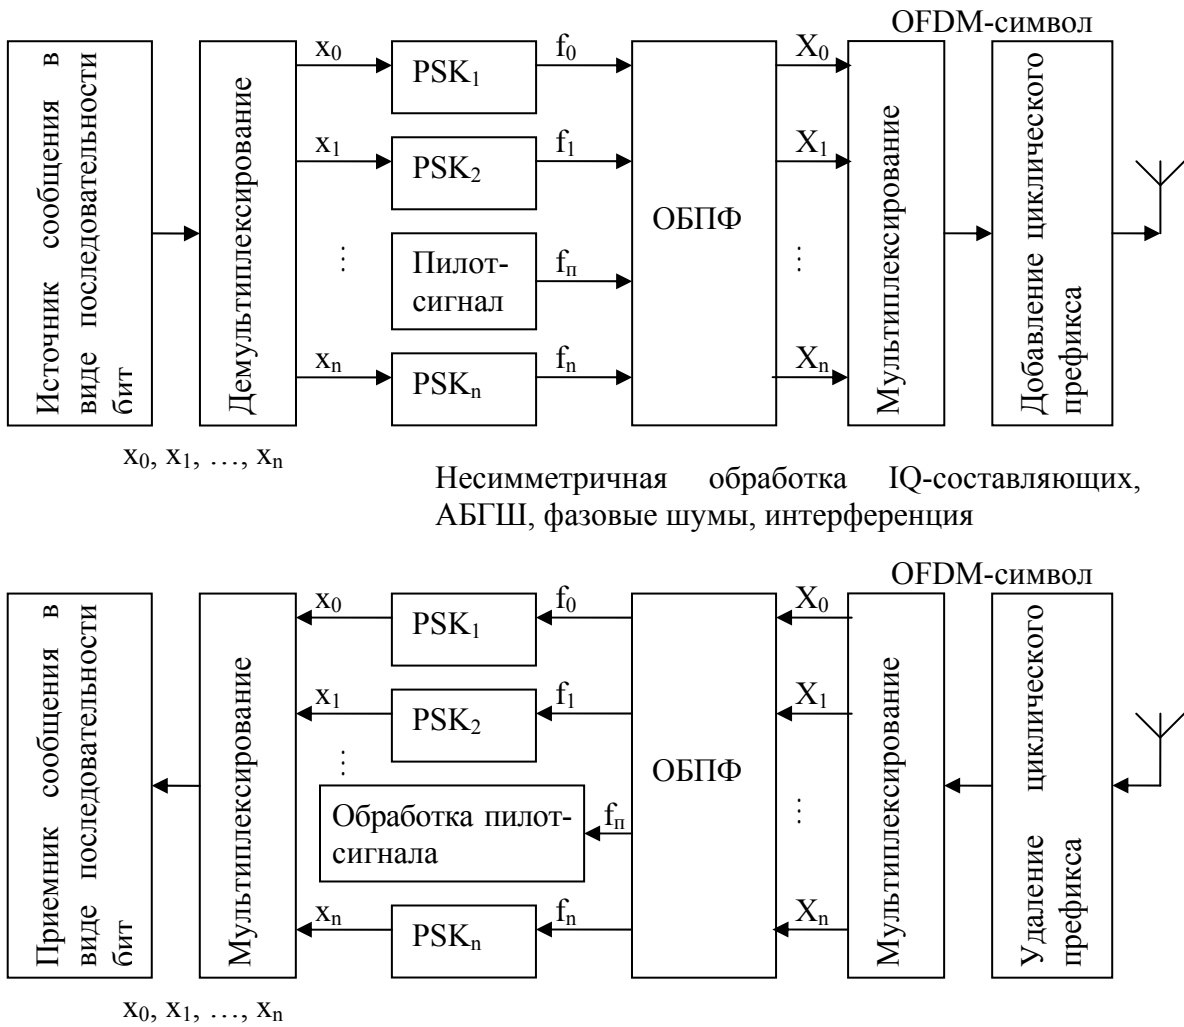 OFDM-символ
Источник сообщения в
виде последовательности
бит
Демультиплексирование
x₀
x₁
⋮
xₙ
PSK₁
PSK₂
Пилот-
сигнал
PSKₙ
f₀
f₁
fп
fₙ
ОБПФ
X₀
X₁
⋮
Xₙ
Мультиплексирование
Добавление циклического
префикса
x₀, x₁, …, xₙ
Несимметричная обработка IQ-составляющих,
АБГШ, фазовые шумы, интерференция
OFDM-символ
Приемник сообщения в
виде последовательности
бит
Мультиплексирование
x₀
x₁
⋮
xₙ
PSK₁
PSK₂
Обработка пилот-
сигнала
PSKₙ
f₀
f₁
fп
fₙ
ОБПФ
X₀
X₁
⋮
Xₙ
Мультиплексирование
Удаление циклического
префикса
x₀, x₁, …, xₙ